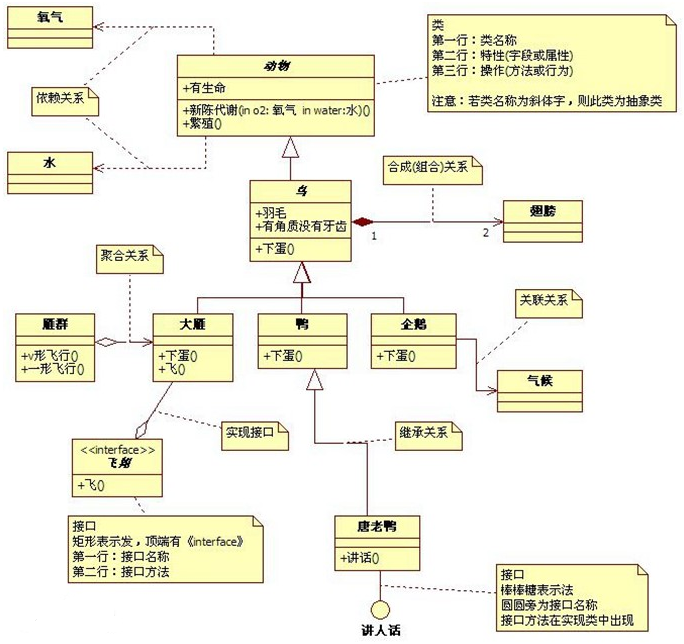 氧气
类
第一行：类名称
第二行：特性(字段或属性)
第三行：操作(方法或行为)
注意：若类名称为斜体字，则此类为抽象类
动物
+有生命
+新陈代谢(in o2: 氧气 in water:水)()
+繁殖()
依赖关系
水
合成(组合)关系
鸟
+羽毛
+有角质没有牙齿
+下蛋()
1
2
翅膀
聚合关系
关联关系
雁群
+v形飞行()
+一形飞行()
大雁
+下蛋()
+飞()
鸭
+下蛋()
企鹅
+下蛋()
气候
实现接口
继承关系
<<interface>>
飞翔
+飞()
接口
矩形表示发，顶端有《interface》
第一行：接口名称
第二行：接口方法
唐老鸭
+讲话()
接口
棒棒糖表示法
圆圆旁为接口名称
接口方法在实现类中出现
讲人话